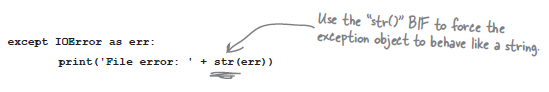 Use the "str()" BIF to force the
exception object to behave like a string.
except IOError as err:
print('File error: ' + str(err))